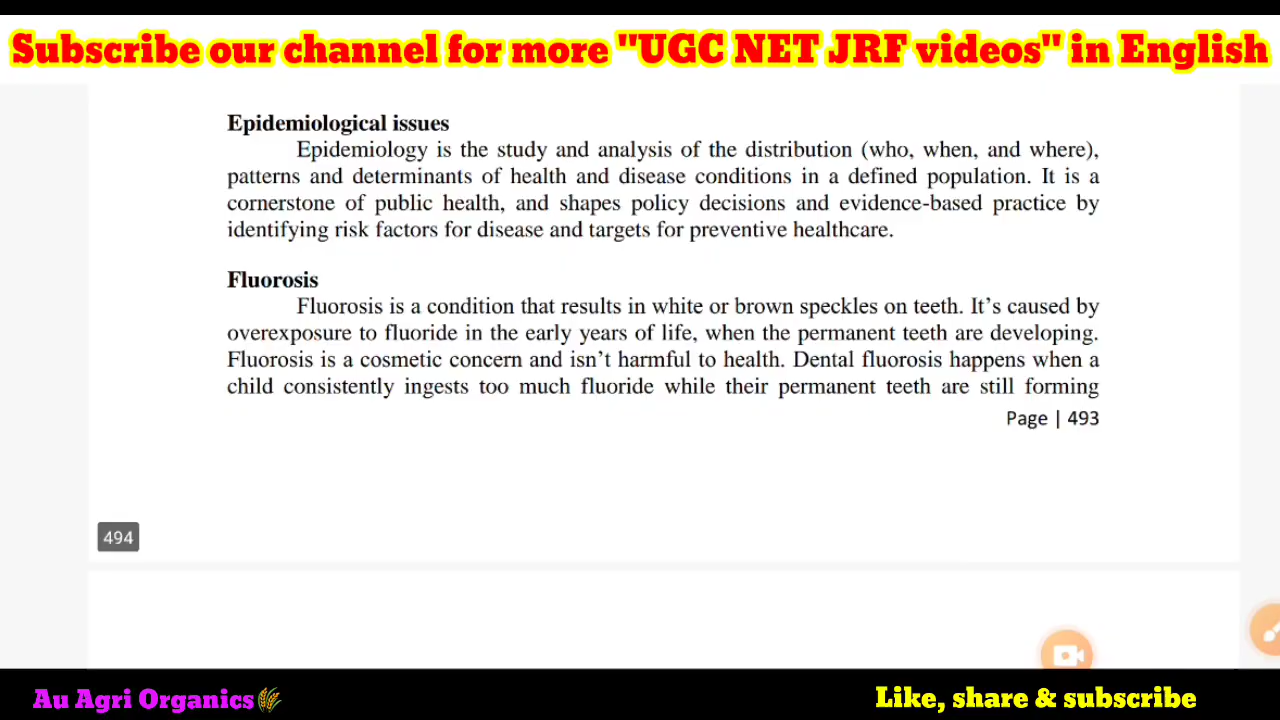 Subscribe our channel for more "UGC NET JRF videos" in English
Epidemiological issues
Epidemiology is the study and analysis of the distribution (who, when, and where),
patterns and determinants of health and disease conditions in a defined population. It is a
cornerstone of public health, and shapes policy decisions and evidence-based practice by
identifying risk factors for disease and targets for preventive healthcare.
Fluorosis
Fluorosis is a condition that results in white or brown speckles on teeth. It's caused by
overexposure to fluoride in the early years of life, when the permanent teeth are developing.
Fluorosis is a cosmetic concern and isn't harmful to health. Dental fluorosis happens when a
child consistently ingests too much fluoride while their permanent teeth are still forming
Page | 493
494
Au Agri Organics🌾
Like, share & subscribe